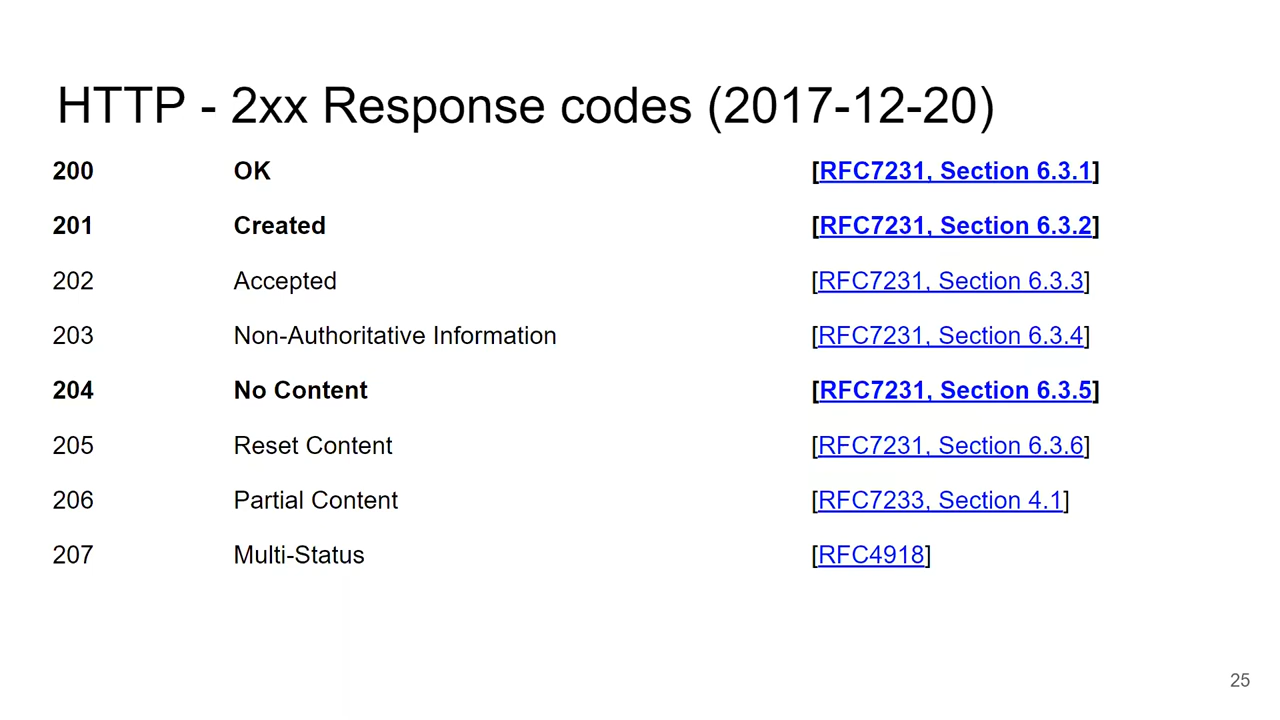 HTTP - 2xx Response codes (2017-12-20)
200 OK [RFC7231, Section 6.3.1]
201 Created [RFC7231, Section 6.3.2]
202 Accepted [RFC7231, Section 6.3.3]
203 Non-Authoritative Information [RFC7231, Section 6.3.4]
204 No Content [RFC7231, Section 6.3.5]
205 Reset Content [RFC7231, Section 6.3.6]
206 Partial Content [RFC7233, Section 4.1]
207 Multi-Status [RFC4918]
25